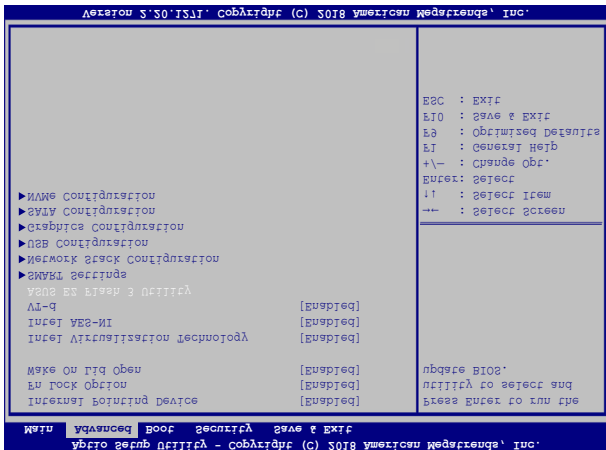 Aptio Setup Utility - Copyright (C) 2018 American Megatrends, Inc.
Main Advanced Boot Security Save & Exit
Internal Pointing Device [Enabled]
Fn Lock Option [Enabled]
Wake On Lid Open [Enabled]
Intel Virtualization Technology [Enabled]
Intel AES-NI [Enabled]
VT-d [Enabled]
ASUS EZ Flash 3 Utility
▶SMART Settings
▶Network Stack Configuration
▶USB Configuration
▶Graphics Configuration
▶SATA Configuration
▶NVMe Configuration
Press Enter to run the
utility to select and
update BIOS.
→← : Select Screen
↑↓ : Select Item
Enter: Select
+/- : Change Opt.
F1 : General Help
F9 : Optimized Defaults
F10 : Save & Exit
ESC : Exit
Version 2.20.1271. Copyright (C) 2018 American Megatrends, Inc.